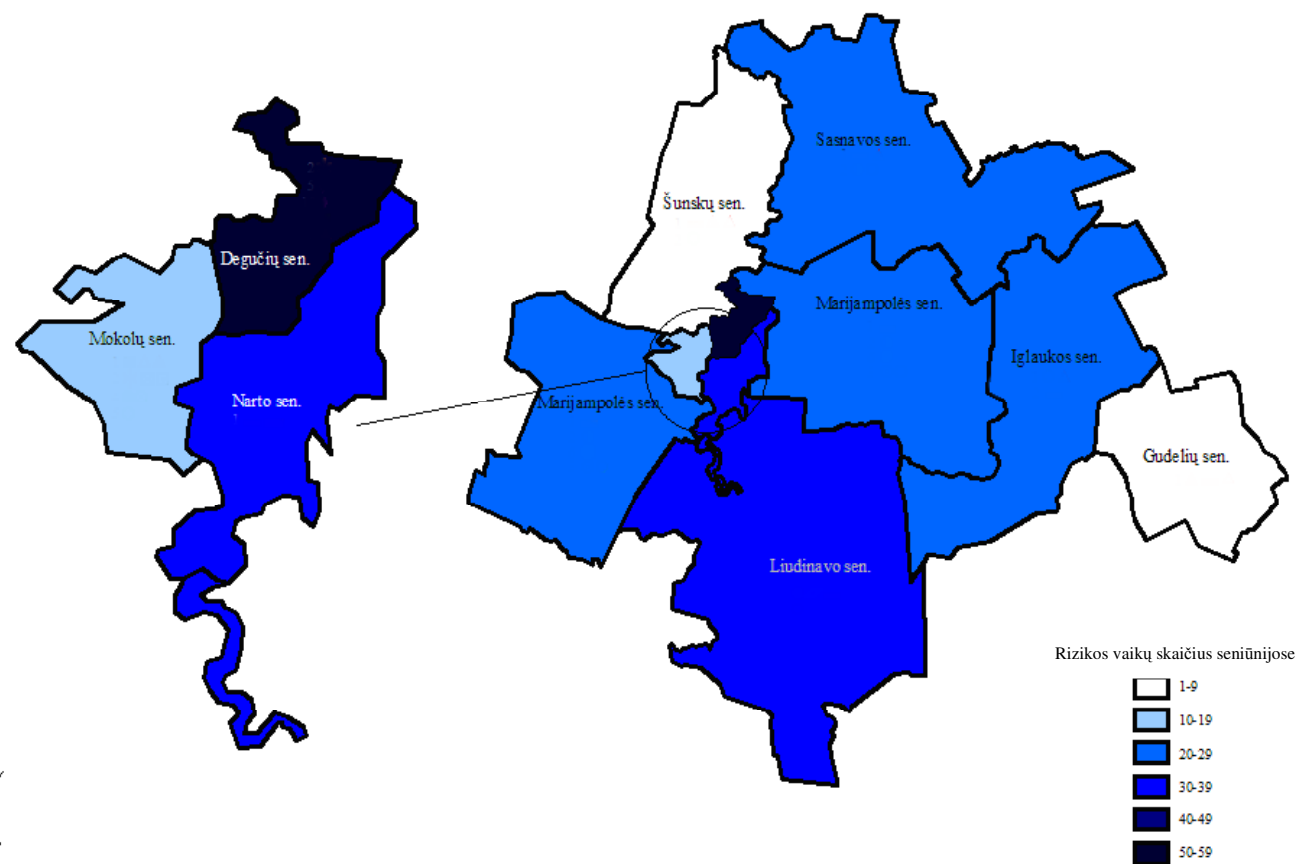 Sasņavos sen.
Šunskų sen.
Degučių sen.
Marijampolės sen.
Mokolų sen.
Iglaukos sen.
Narto sen.
Marijampolės sen.
Gudelių sen.
Liudinavo sen.
Rizikos vaikų skaičius seniūnijose
1-9
10-19
20-29
30-39
40-49
50-59